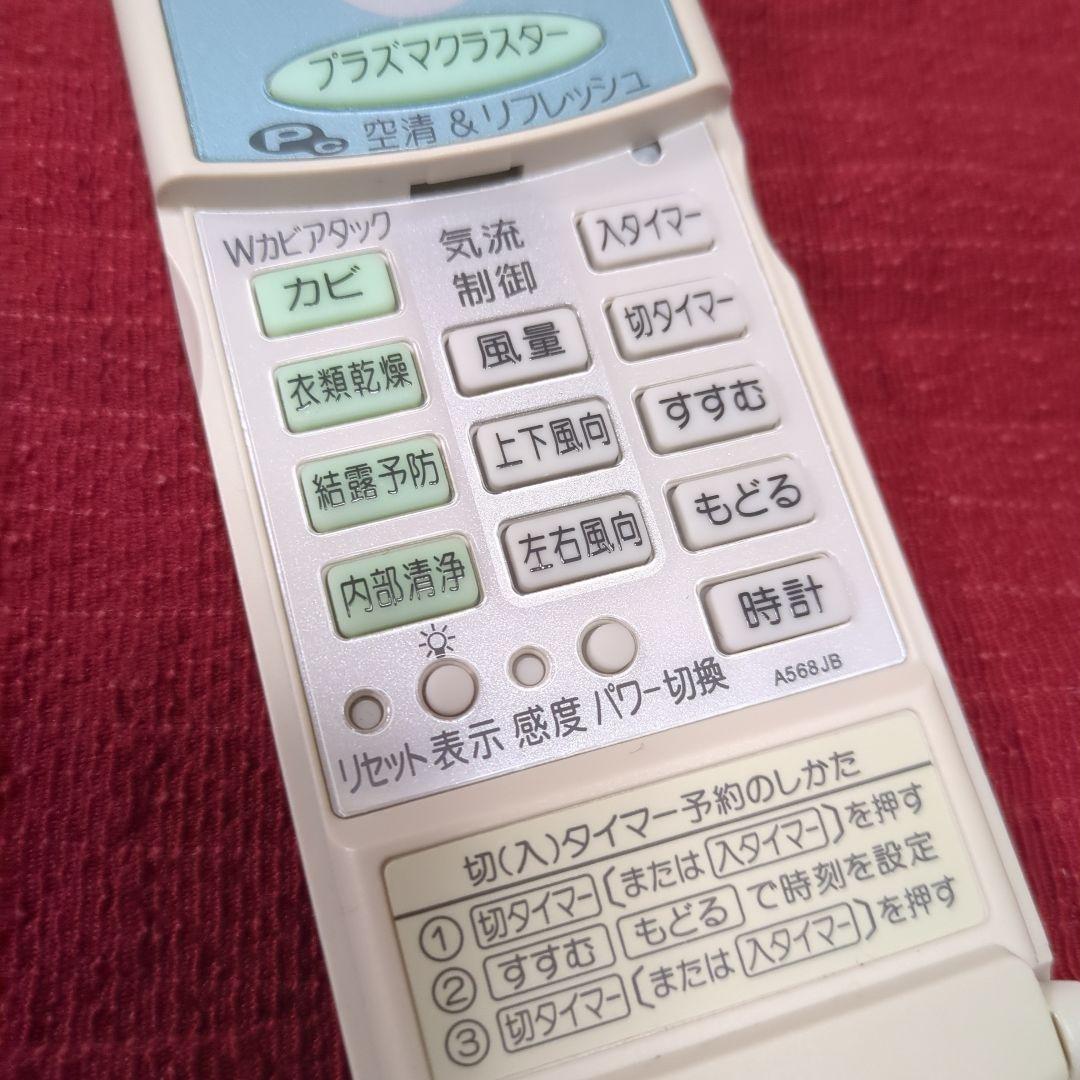 プラズマクラスター
Pc 空清 & リフレッシュ
Wカビアタック
カビ
衣類乾燥
結露予防
内部清浄
気流
制御
風量
上下風向
左右風向
入タイマー
切タイマー
すすむ
もどる
時計
リセット 表示 感度 パワー切換
A568JB
切(入)タイマー予約のしかた
① 切タイマー (または 入タイマー) を押す
② すすむ もどる で時刻を設定
③ 切タイマー (または 入タイマー) を押す